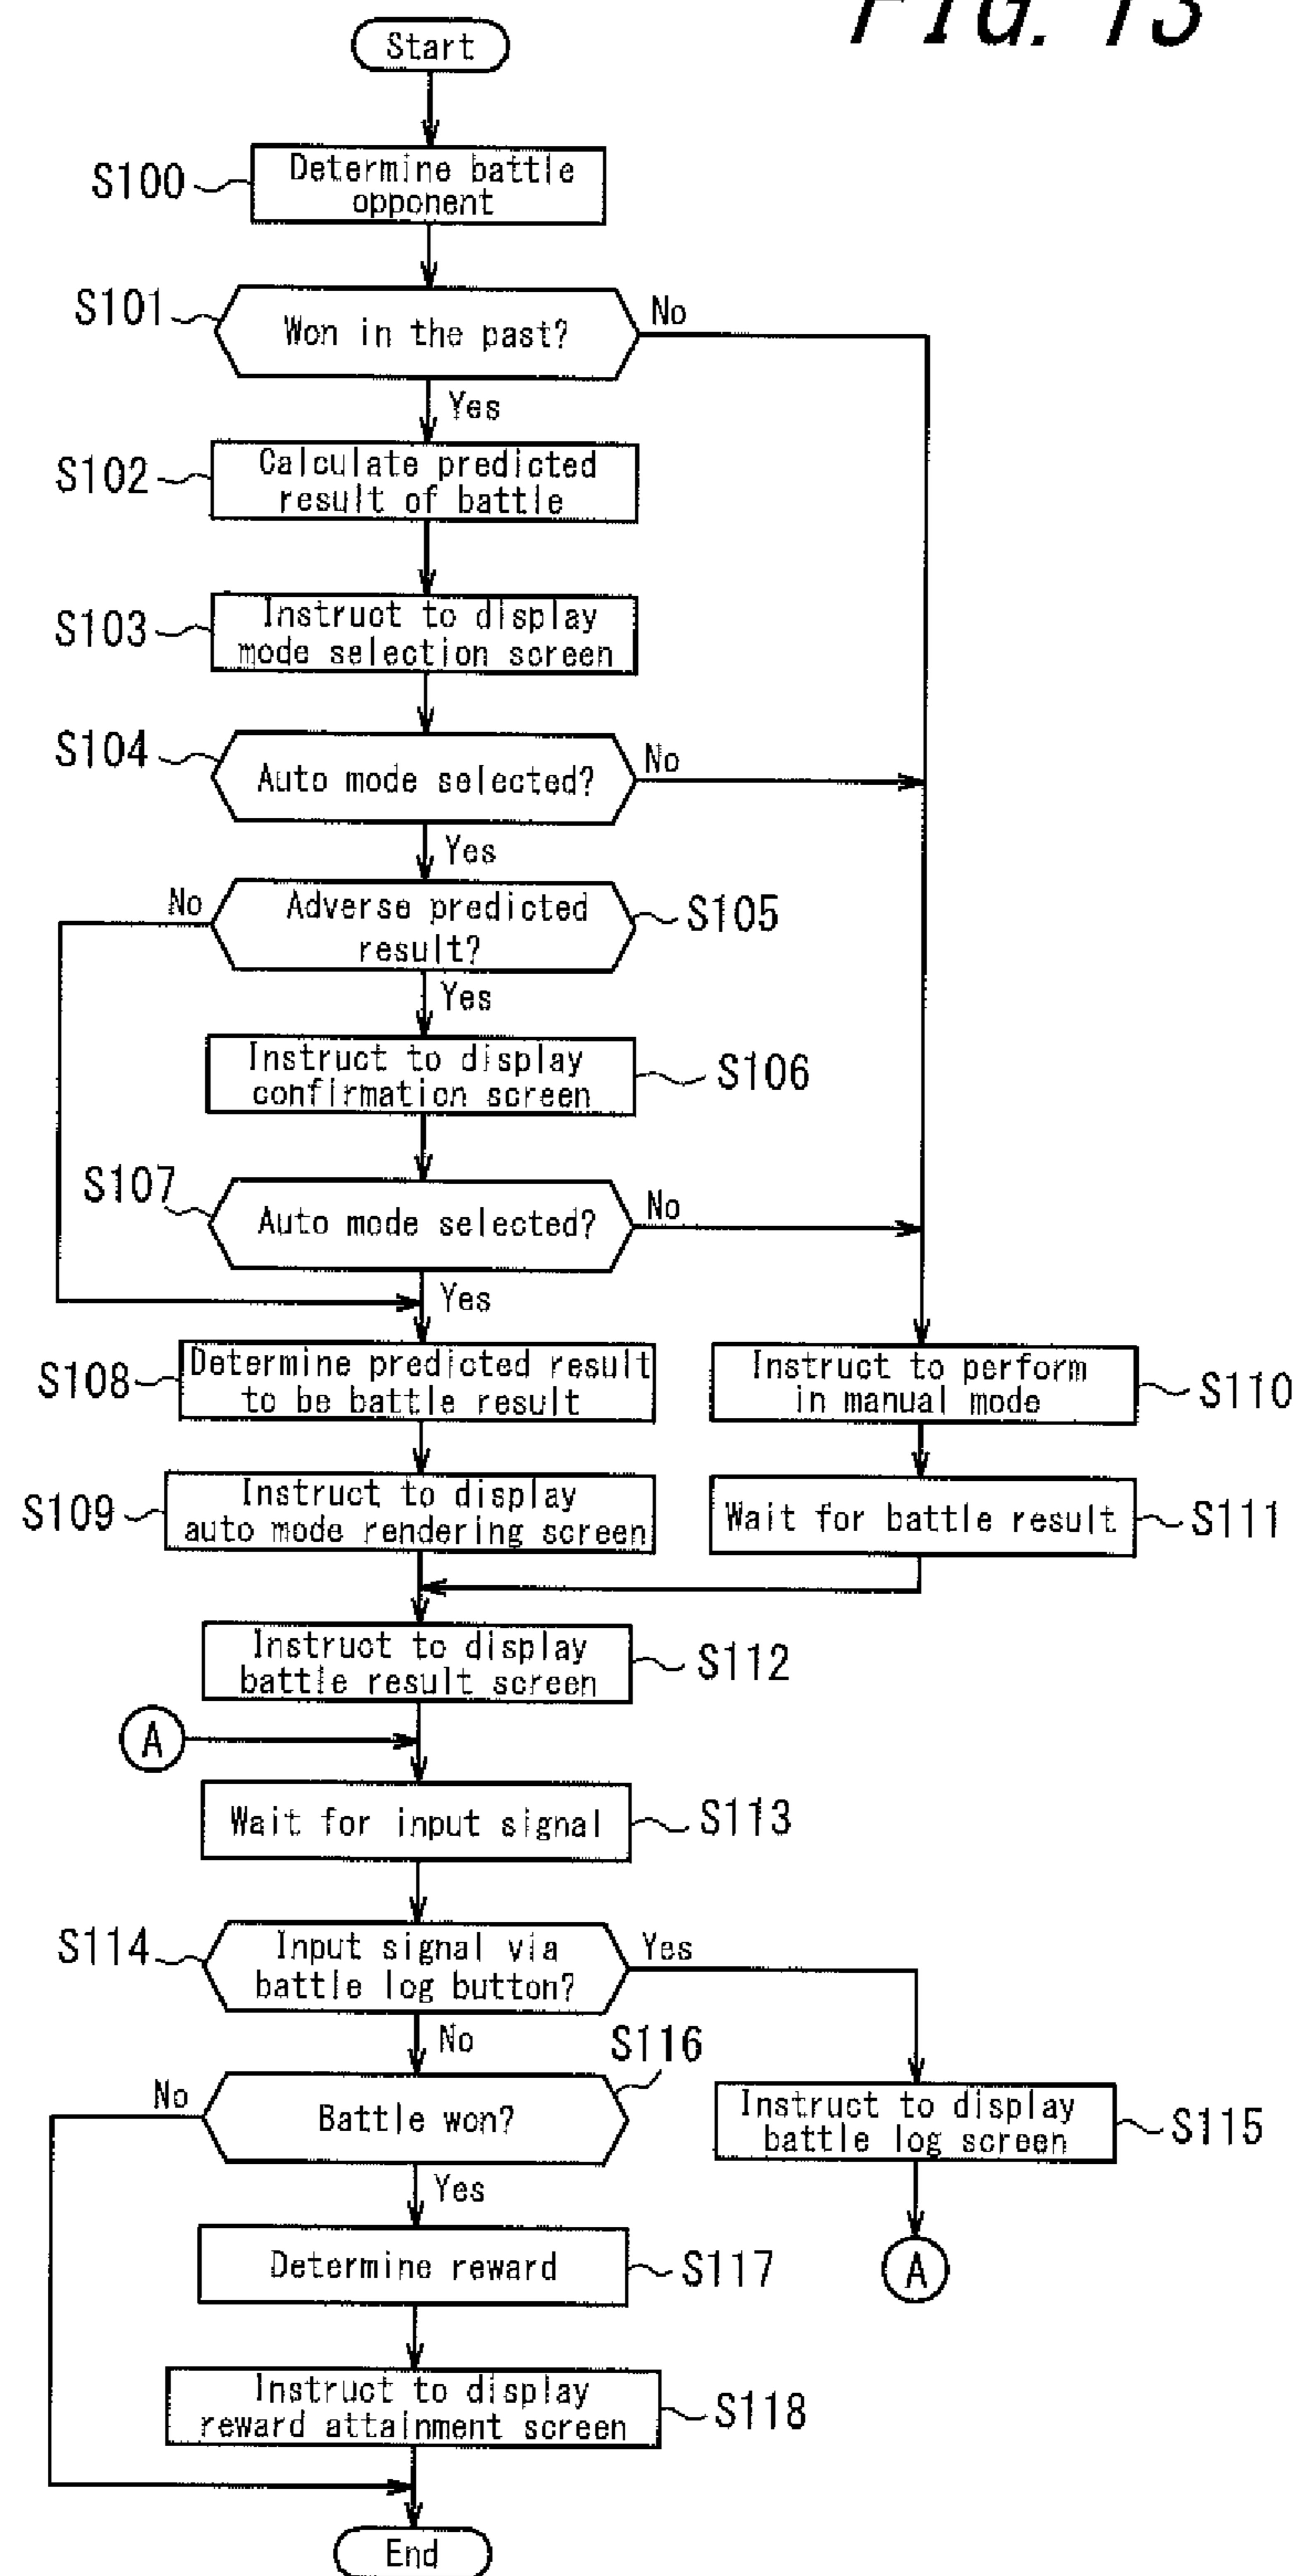 FIG. 13
Start
S100
Determine battle
opponent
S101
Won in the past?
No
Yes
S102
Calculate predicted
result of battle
S103
Instruct to display
mode selection screen
S104
Auto mode selected?
No
Yes
No
Adverse predicted
result?
S105
Yes
Instruct to display
confirmation screen
S106
S107
Auto mode selected?
No
Yes
S108
Determine predicted result
to be battle result
Instruct to perform
in manual mode
S110
S109
Instruct to display
auto mode rendering screen
Wait for battle result
S111
Instruct to display
battle result screen
S112
A
Wait for input signal
S113
S114
Input signal via
battle log button?
Yes
No
S116
No
Battle won?
Instruct to display
battle log screen
S115
Yes
Determine reward
S117
A
Instruct to display
reward attainment screen
S118
End